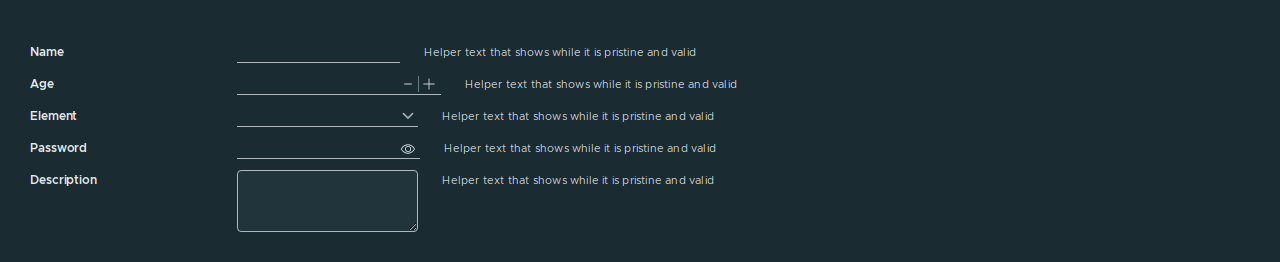 Name Helper text that shows while it is pristine and valid
Age Helper text that shows while it is pristine and valid
Element Helper text that shows while it is pristine and valid
Password Helper text that shows while it is pristine and valid
Description Helper text that shows while it is pristine and valid